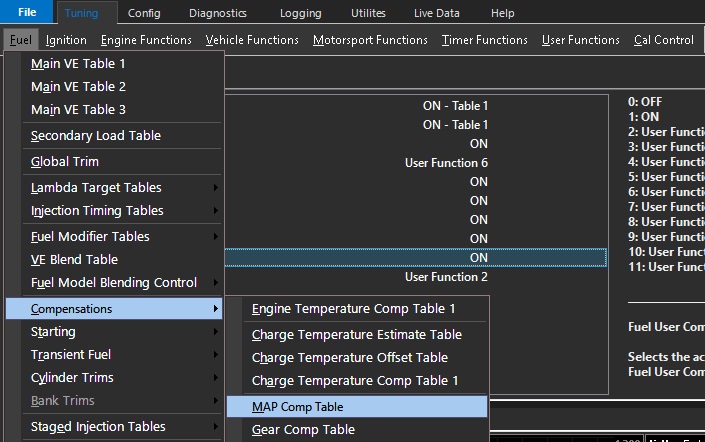 File Tuning Config Diagnostics Logging Utilites Live Data Help
Fuel Ignition Engine Functions Vehicle Functions Motorsport Functions Timer Functions User Functions Cal Control
Main VE Table 1
Main VE Table 2
Main VE Table 3
Secondary Load Table
Global Trim
Lambda Target Tables
Injection Timing Tables
Fuel Modifier Tables
VE Blend Table
Fuel Model Blending Control
Compensations
Starting
Transient Fuel
Cylinder Trims
Bank Trims
Staged Injection Tables
Engine Temperature Comp Table 1
Charge Temperature Estimate Table
Charge Temperature Offset Table
Charge Temperature Comp Table 1
MAP Comp Table
Gear Comp Table
ON - Table 1
ON - Table 1
ON
User Function 6
ON
ON
ON
ON
ON
User Function 2
0: OFF
1: ON
2: User Functi
3: User Functi
4: User Functi
5: User Functi
6: User Functi
7: User Functi
8: User Functi
9: User Functi
10: User Funct
11: User Funct
Fuel User Com
Selects the ac
Fuel User Com